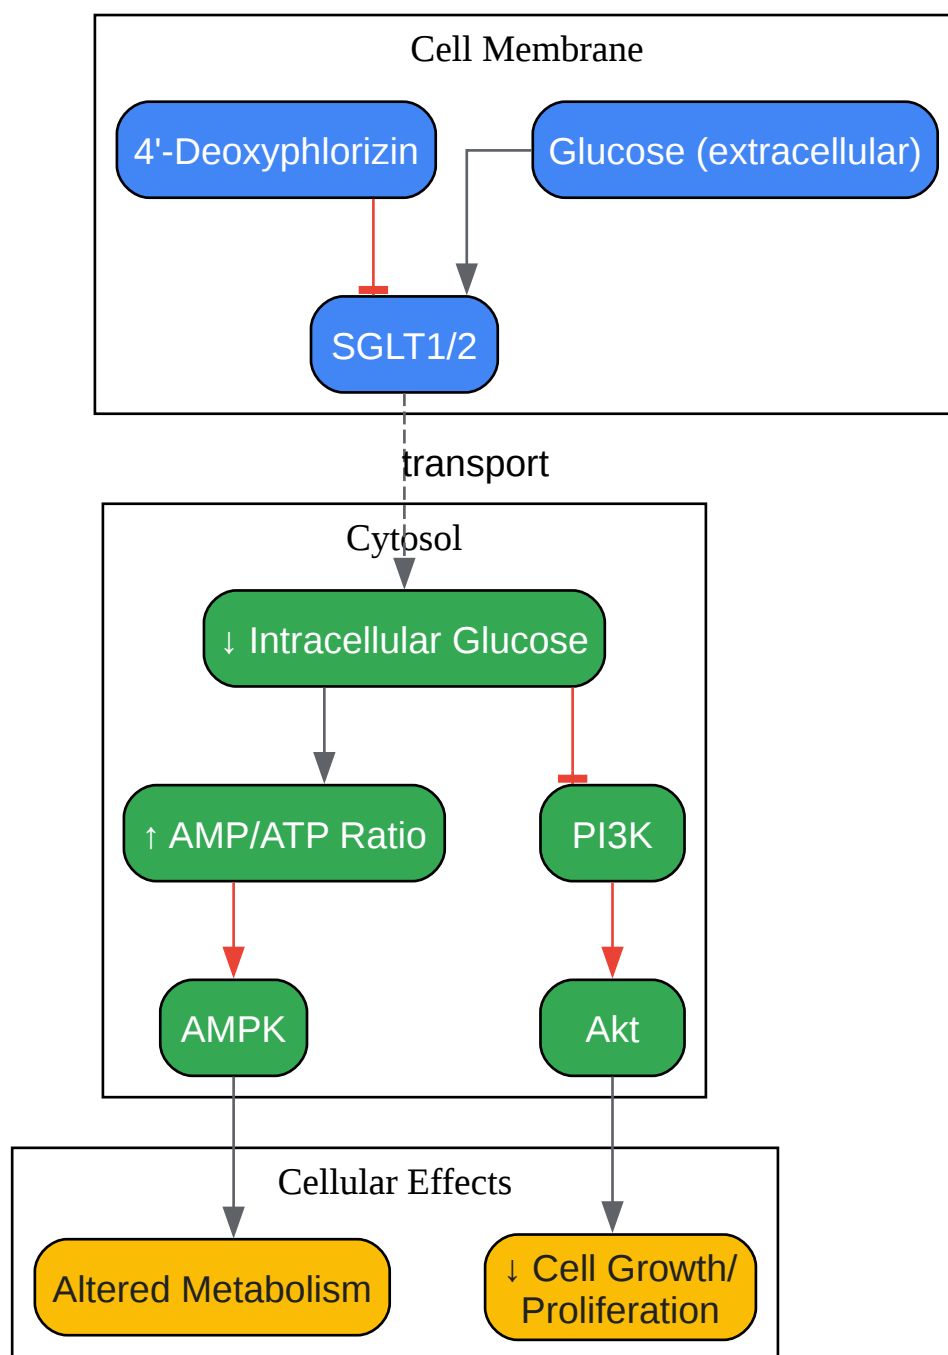 Cell Membrane
4'-Deoxyphlorizin
Glucose (extracellular)
SGLT1/2
transport
Cytosol
↓ Intracellular Glucose
↑ AMP/ATP Ratio
PI3K
AMPK
Akt
Cellular Effects
Altered Metabolism
↓ Cell Growth/
Proliferation